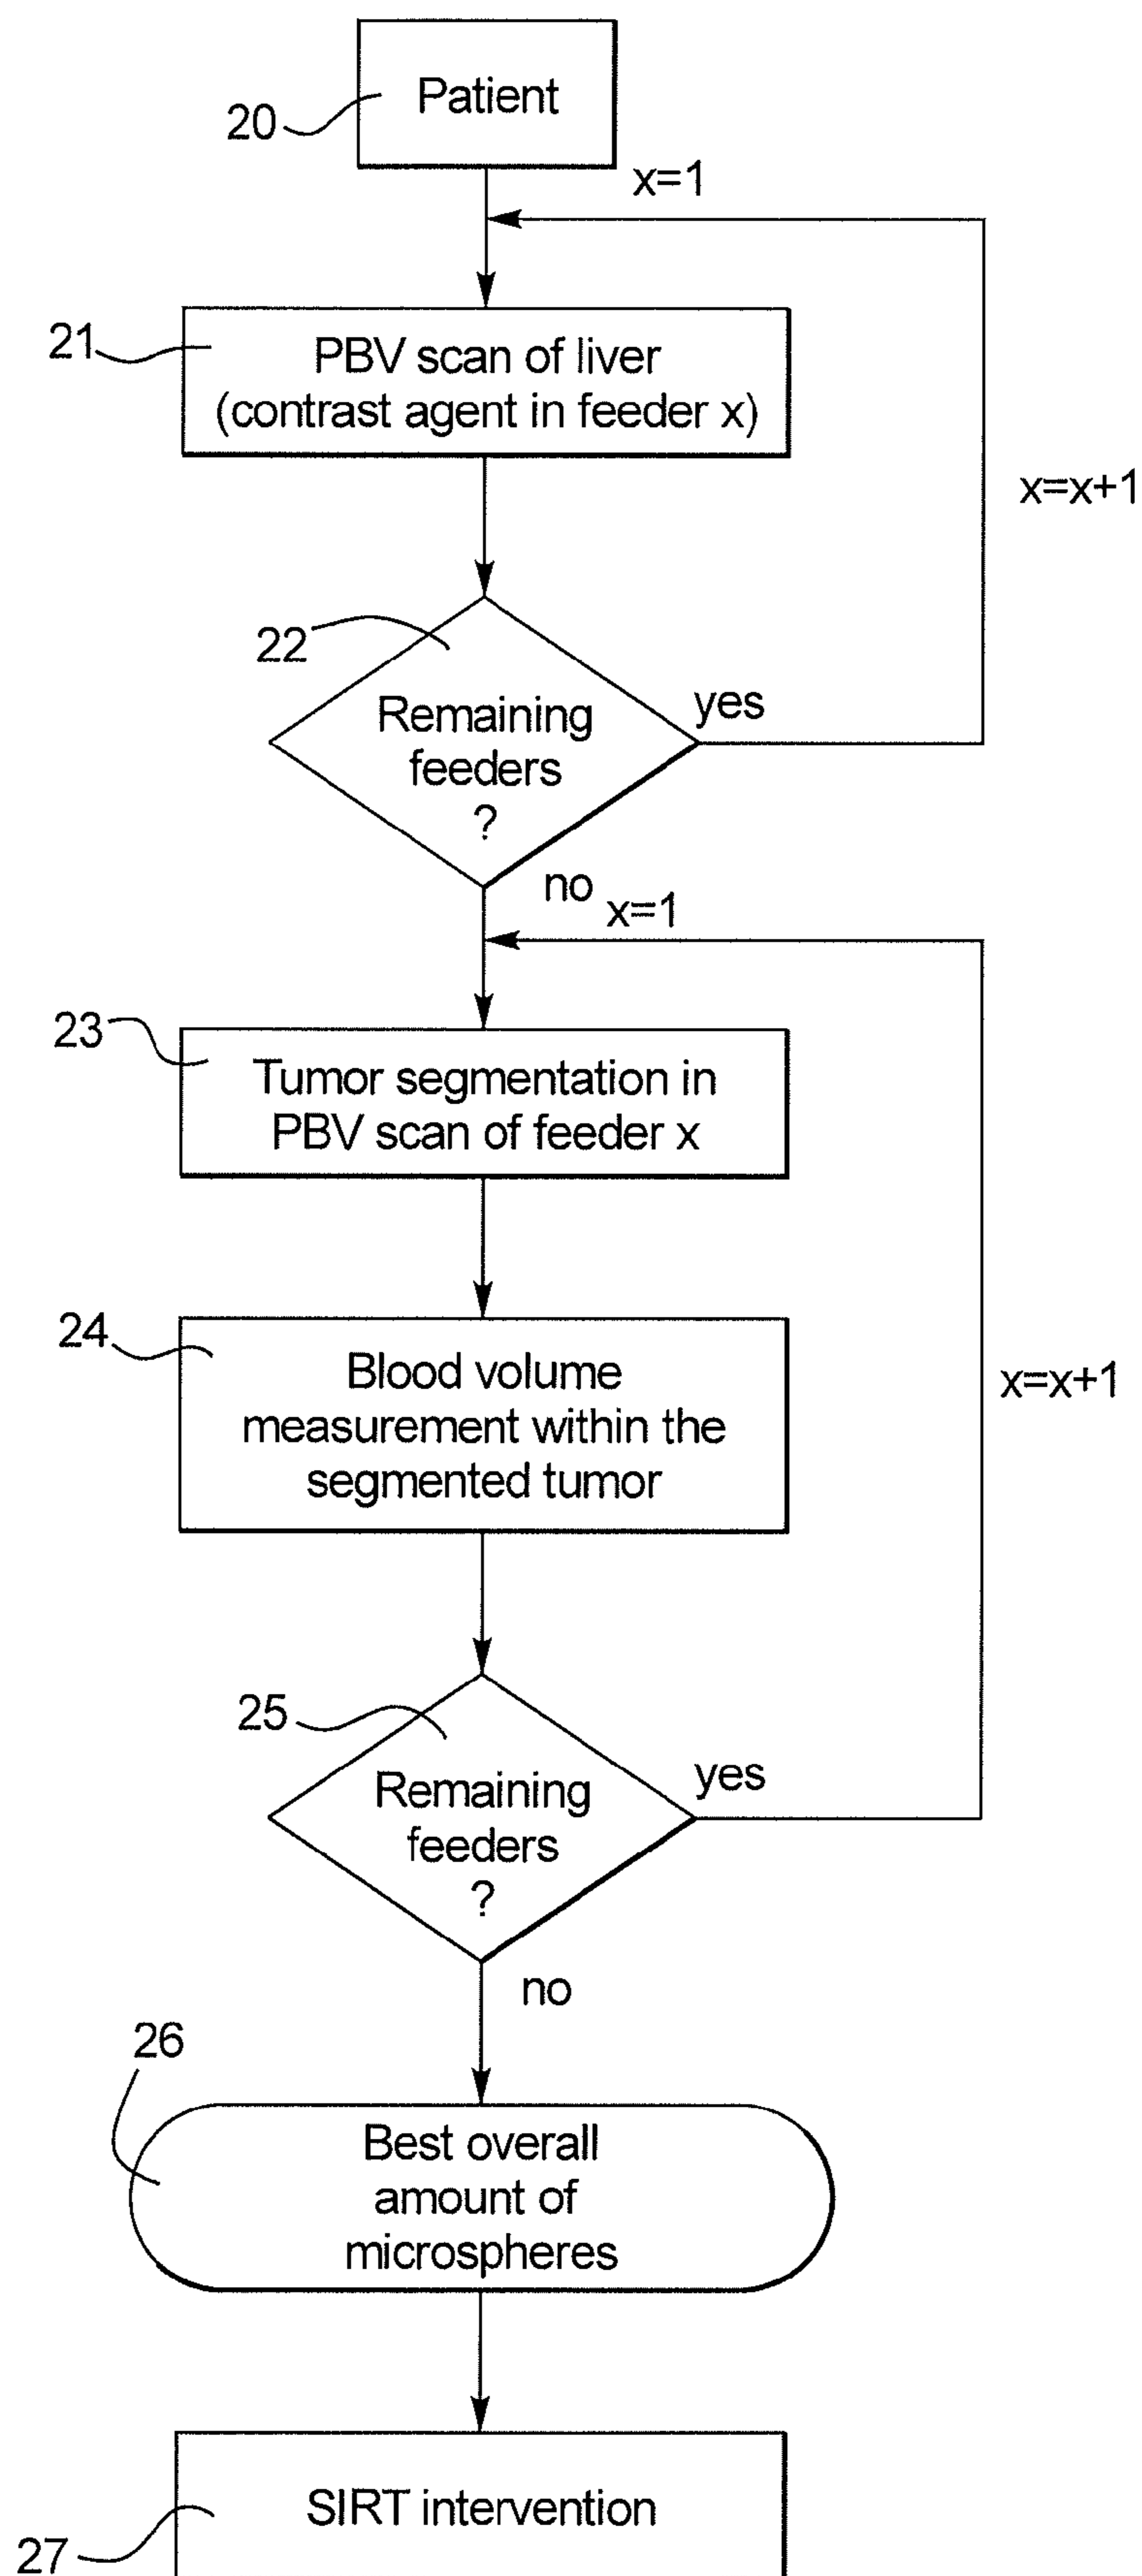 Patient
20
x=1
21
PBV scan of liver
(contrast agent in feeder x)
x=x+1
22
Remaining
feeders
?
yes
no
x=1
23
Tumor segmentation in
PBV scan of feeder x
24
Blood volume
measurement within the
segmented tumor
x=x+1
25
Remaining
feeders
?
yes
no
26
Best overall
amount of
microspheres
SIRT intervention
27